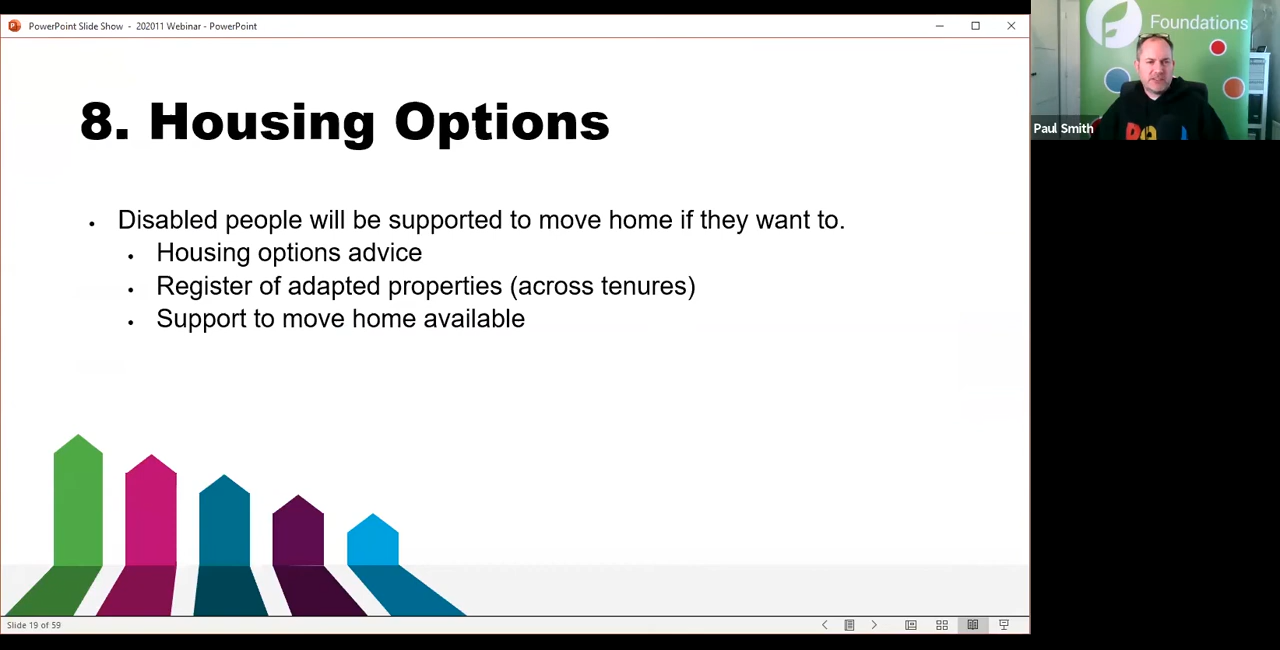 PowerPoint Slide Show - 202011 Webinar - PowerPoint
Foundations
Paul Smith
8. Housing Options
• Disabled people will be supported to move home if they want to.
• Housing options advice
• Register of adapted properties (across tenures)
• Support to move home available
Slide 19 of 59